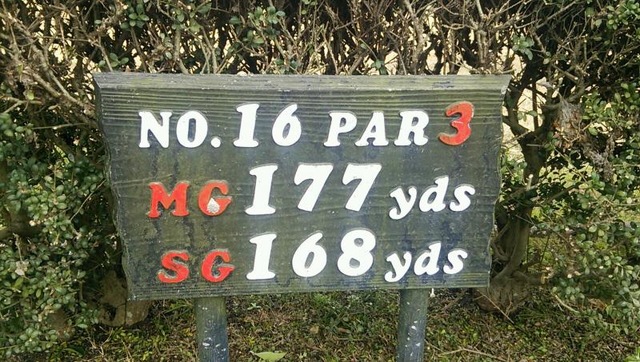 NO. 16 PAR 3
MG 177 yds
SG 168 yds